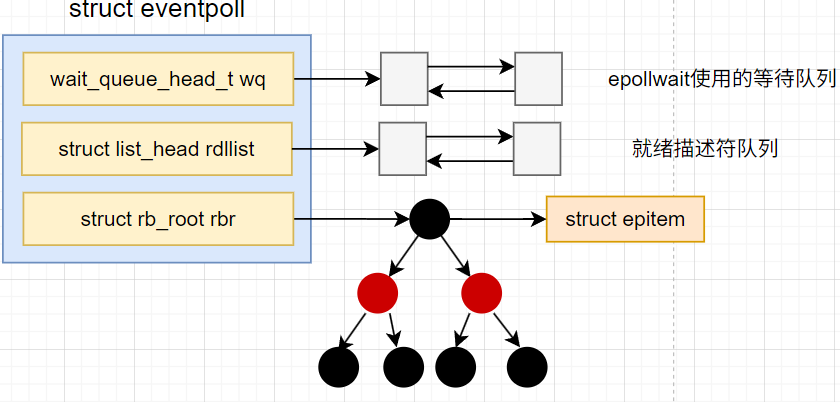 struct eventpoll
wait_queue_head_t wq
epollwait使用的等待队列
struct list_head rdllist
就绪描述符队列
struct rb_root rbr
struct epitem